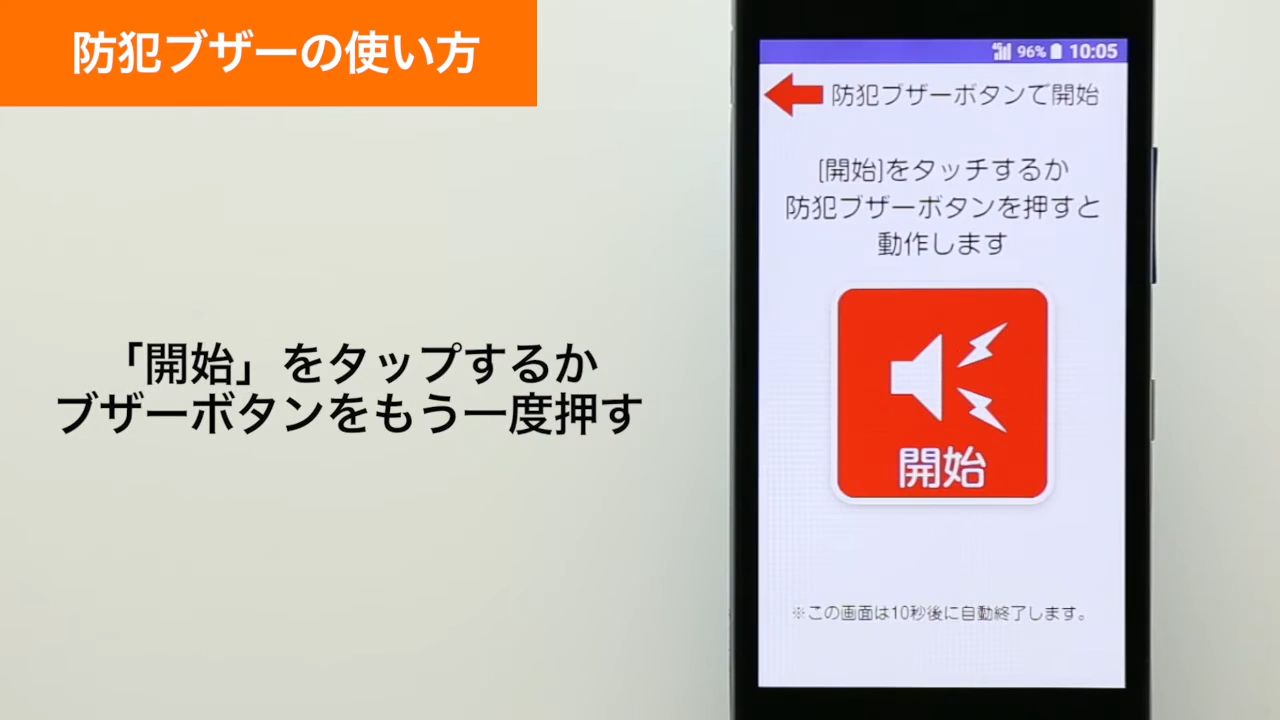 防犯ブザーの使い方
96% 10:05
防犯ブザーボタンで開始
[開始]をタッチするか
防犯ブザーボタンを押すと
動作します
「開始」をタップするか
ブザーボタンをもう一度押す
開始
※この画面は10秒後に自動終了します。